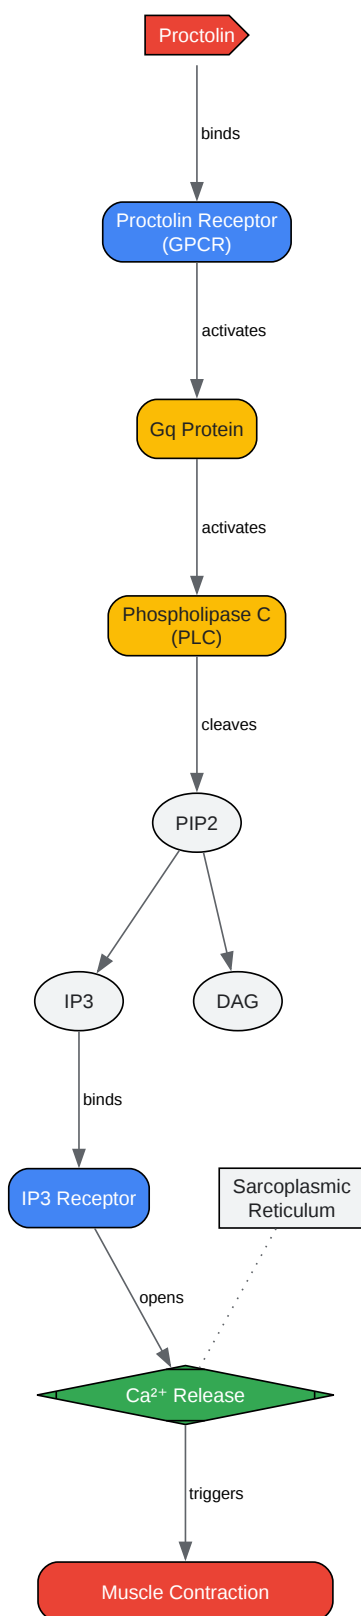 Proctolin
binds
Proctolin Receptor
(GPCR)
activates
Gq Protein
activates
Phospholipase C
(PLC)
cleaves
PIP2
IP3
DAG
binds
IP3 Receptor
Sarcoplasmic
Reticulum
opens
Ca²⁺ Release
triggers
Muscle Contraction